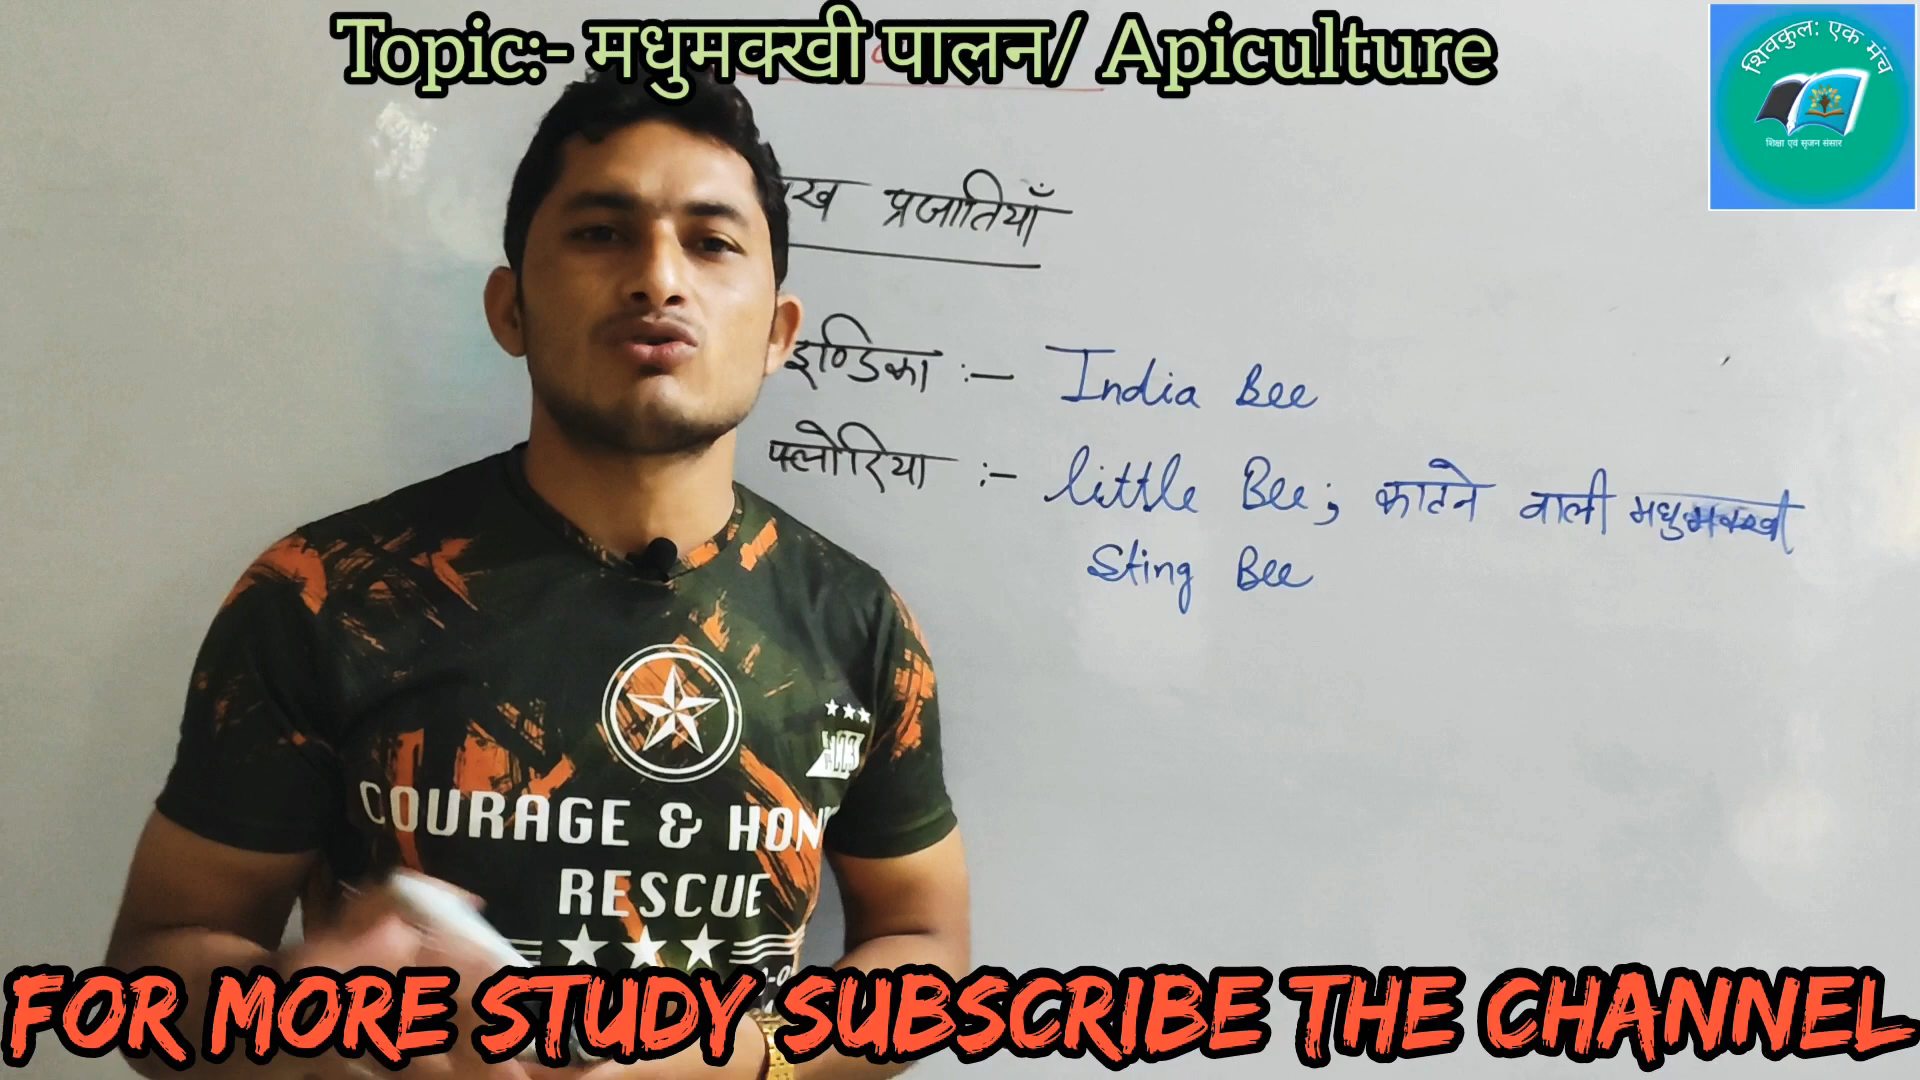 Topic:- मधुमक्खी पालन/ Apiculture
शिवकुल: एक मंच
शिक्षा एवं सृजन संसार
प्रजातियाँ
इण्डिका :- India Bee
फ्लोरिया :- little Bee; काटने वाली मधुमक्खी
Sting Bee
COURAGE & HON
RESCUE
FOR MORE STUDY SUBSCRIBE THE CHANNEL